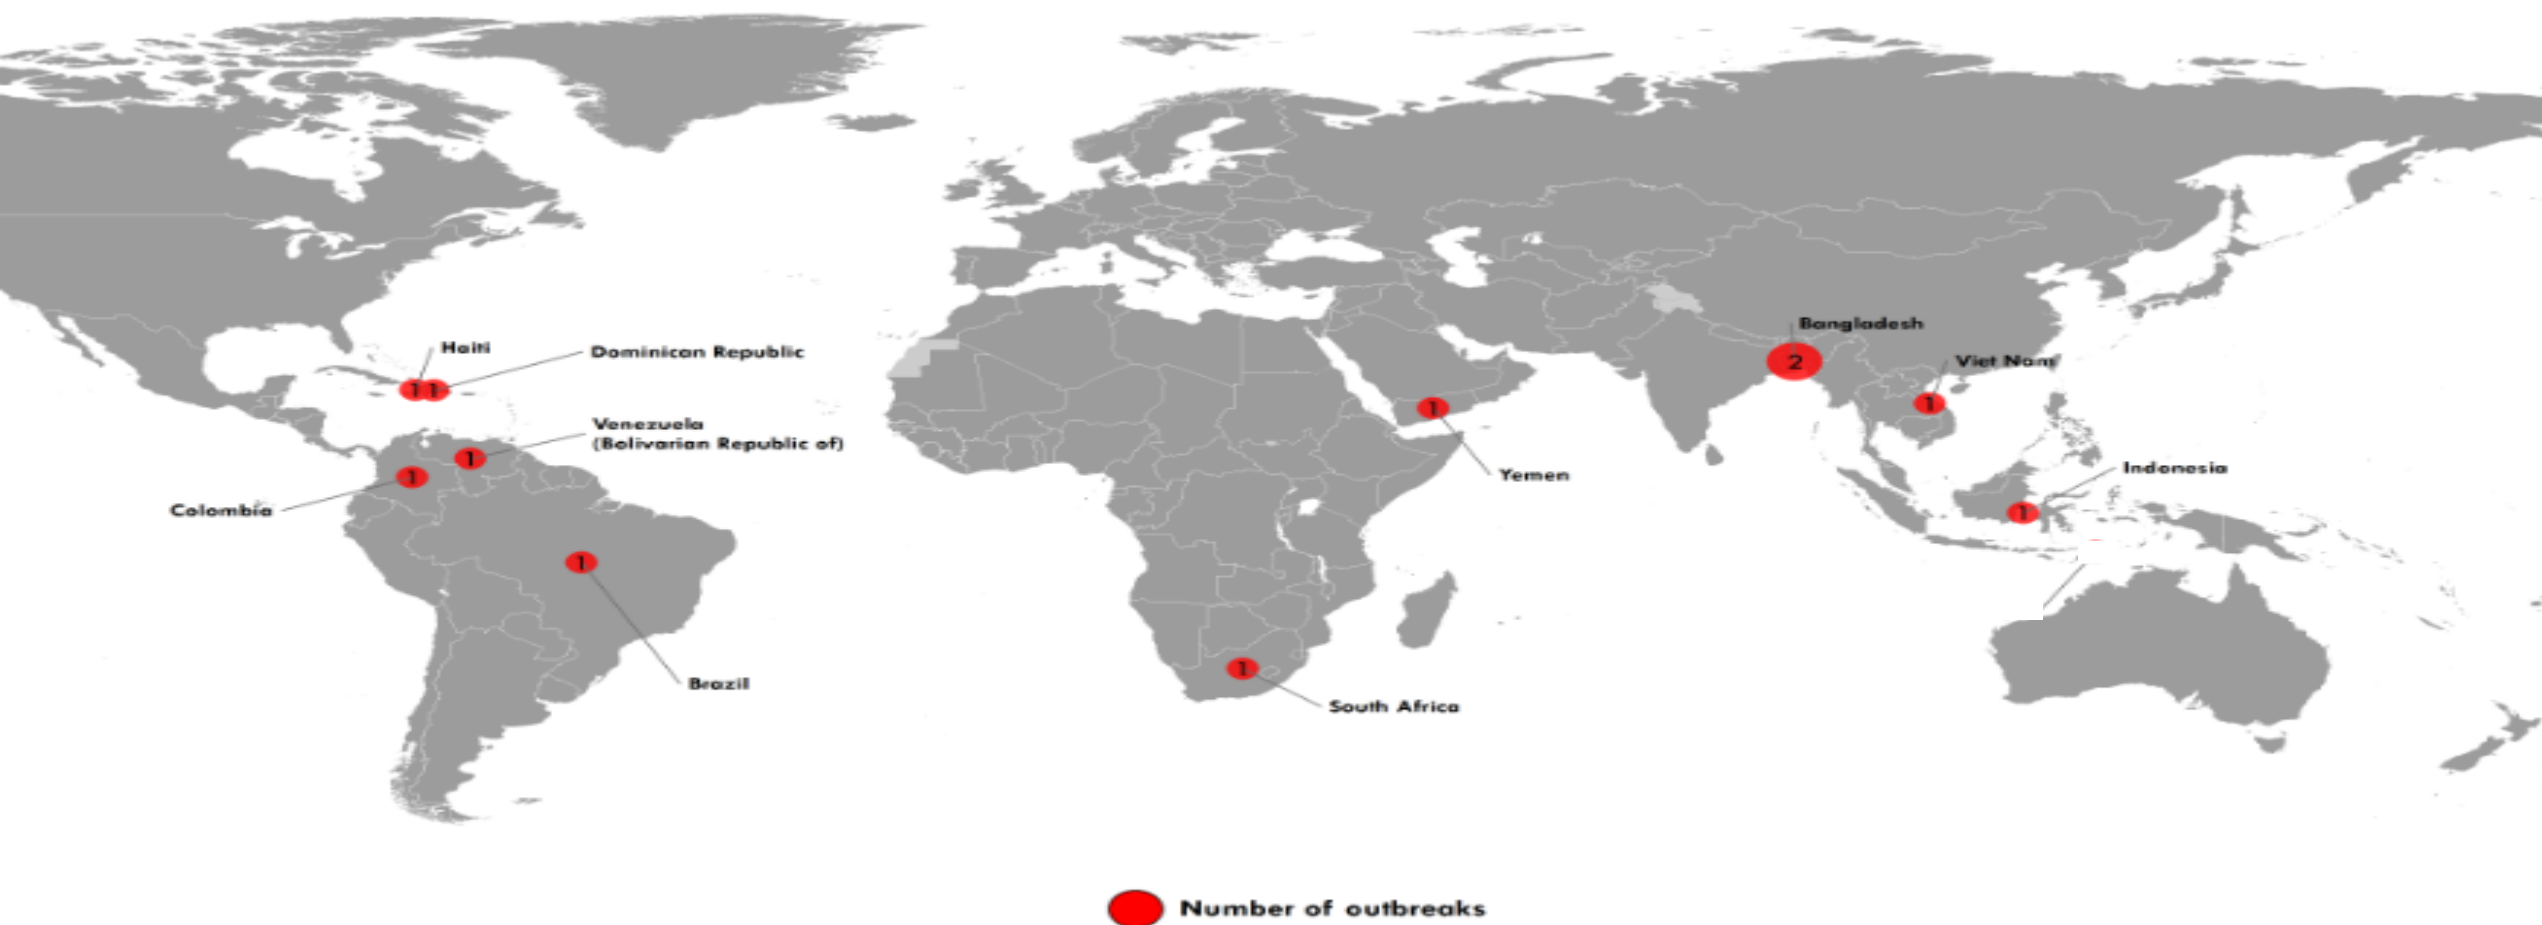 Bangladesh
2
Haiti
Dominican Republic
Viet Nam
1
1
1
1
Venezuela
(Bolivarian Republic of)
1
Indonesia
1
Yemen
Colombia
1
1
Brazil
1
South Africa
Number of outbreaks